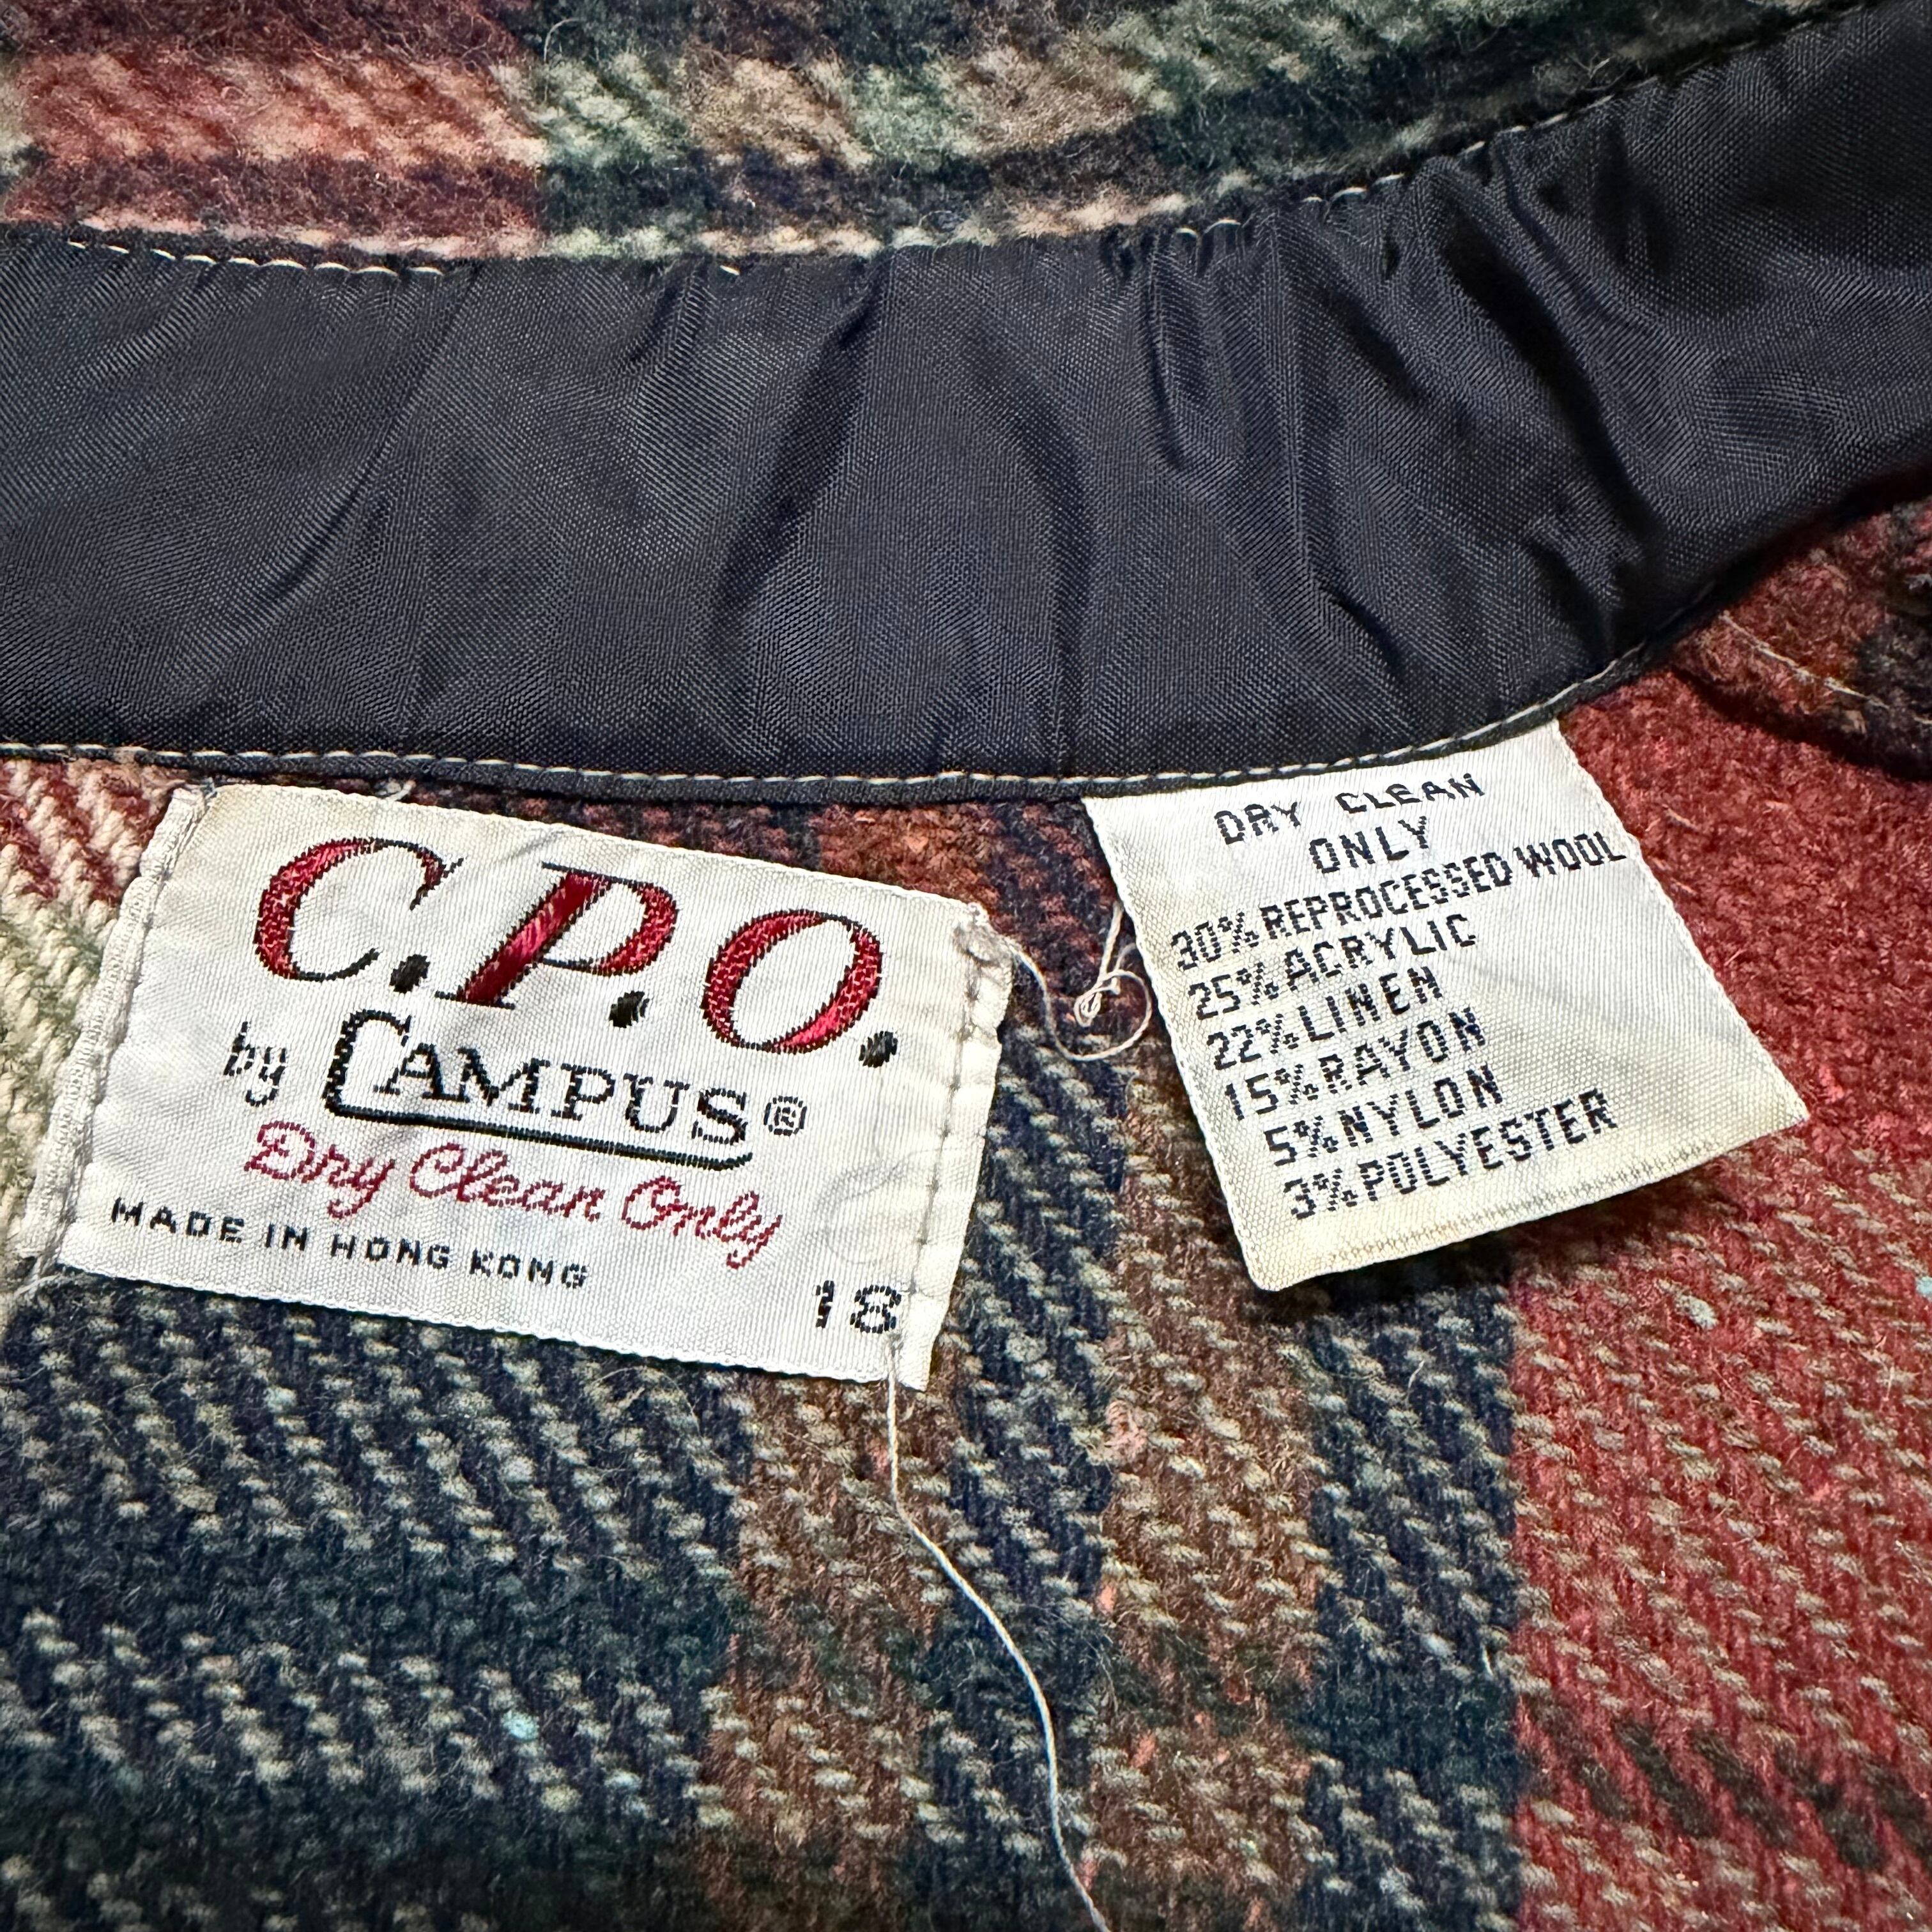 C.P.O.
by CAMPUS®
Dry Clean Only
MADE IN HONG KONG
18
DRY CLEAN
ONLY
30% REPROCESSED WOOL
25% ACRYLIC
22% LINEN
15% RAYON
5% NYLON
3% POLYESTER